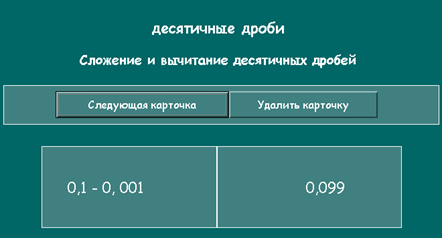 десятичные дроби
Сложение и вычитание десятичных дробей
Следующая карточка Удалить карточку
0,1 - 0, 001 0,099